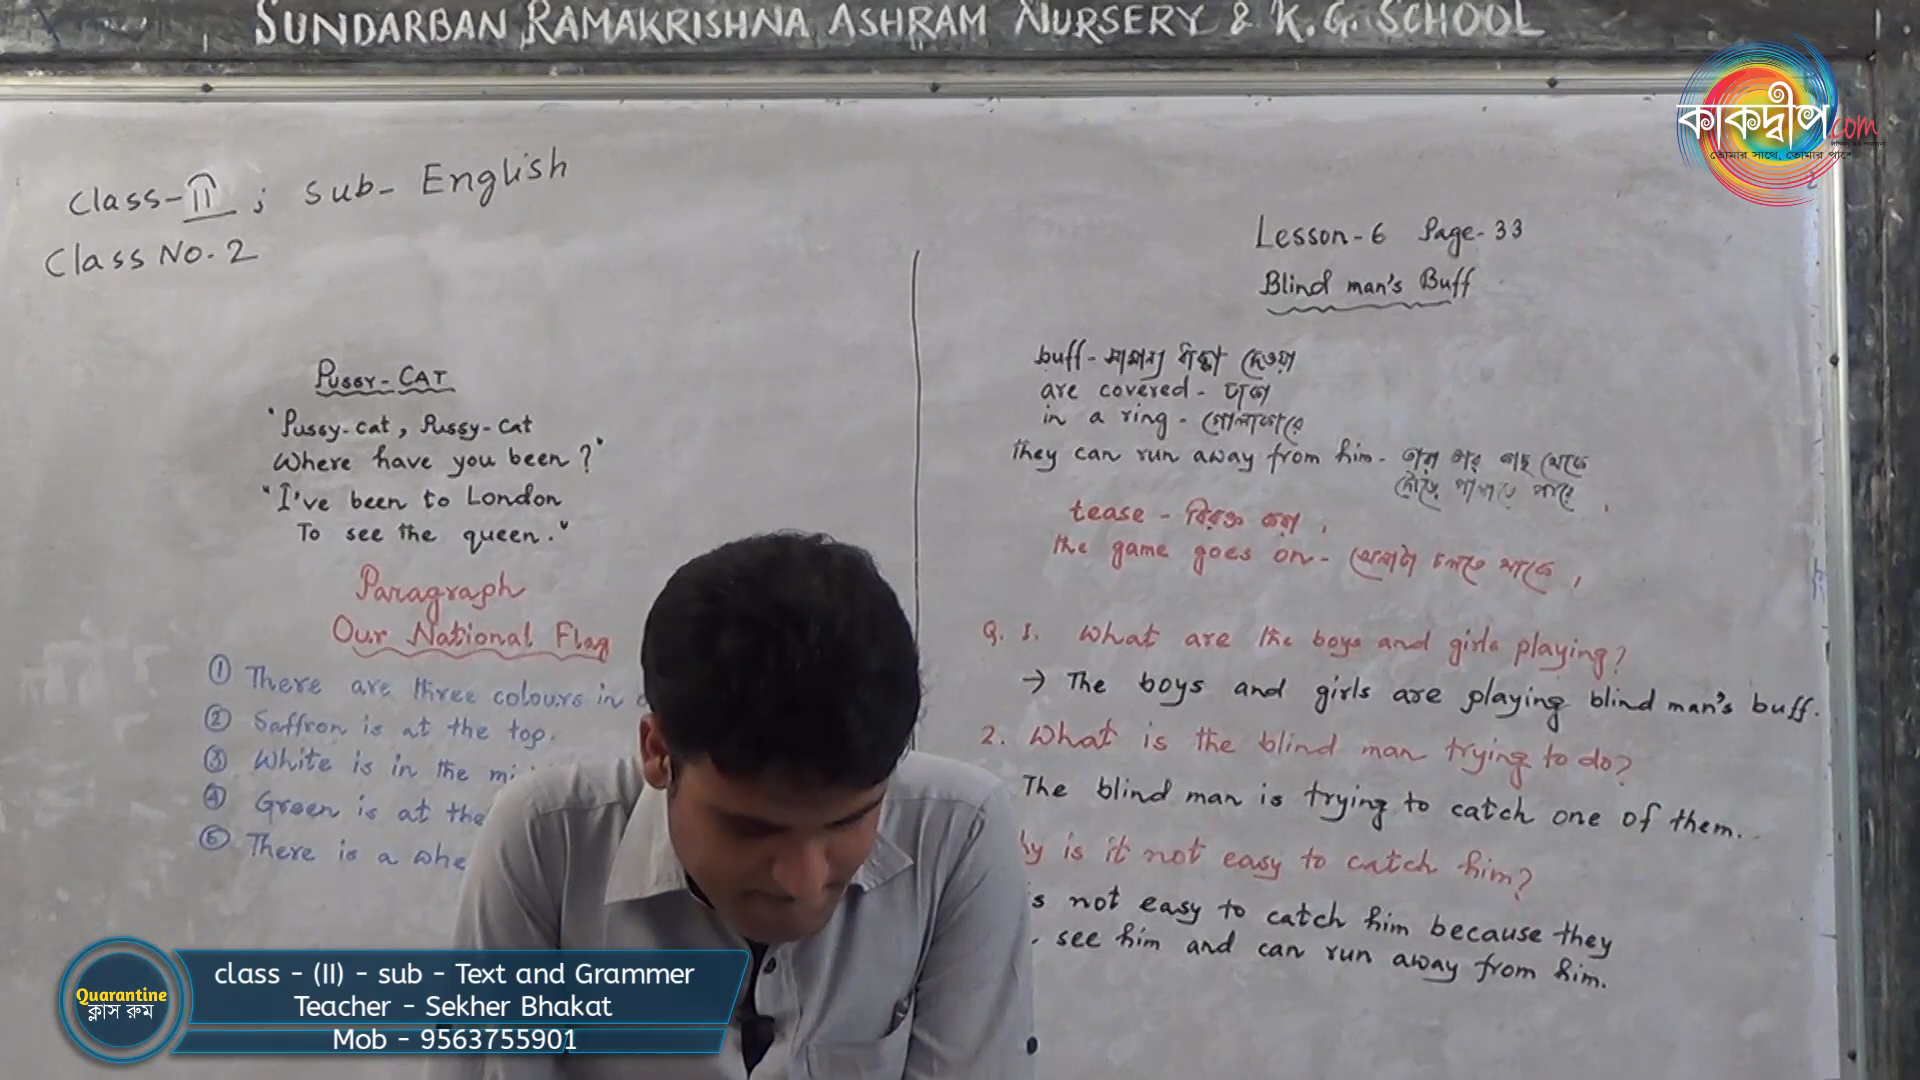 SUNDARBAN RAMAKRISHNA ASHRAM NURSERY & K.G. SCHOOL
কাকদ্বীপ.com
তোমার সাথে, তোমার পাশে
Class-II ; Sub- English
Class No. 2
PUSSY-CAT
"Pussy-cat, Pussy-cat
Where have you been?"
"I've been to London
To see the queen."
Paragraph
Our National Flag
① There are three colours in
② Saffron is at the top.
③ White is in the
④ Green is at the
⑤ There is a
Lesson-6 Page-33
Blind man's Buff
buff- সামান্য ধাক্কা দেওয়া
are covered - ঢাকা
in a ring - গোলাকারে
they can run away from him- তারা তার কাছ থেকে
দৌড়ে পালাতে পারে
tease - বিরক্ত করা ,
the game goes on- খেলাটা চলতে থাকে ,
Q. 1. What are the boys and girls playing?
→ The boys and girls are playing blind man's buff.
2. What is the blind man trying to do?
The blind man is trying to catch one of them.
is it not easy to catch him?
not easy to catch him because they
see him and can run away from him.
Quarantine
ক্লাস রুম
class - (II) - sub - Text and Grammer
Teacher - Sekher Bhakat
Mob - 9563755901